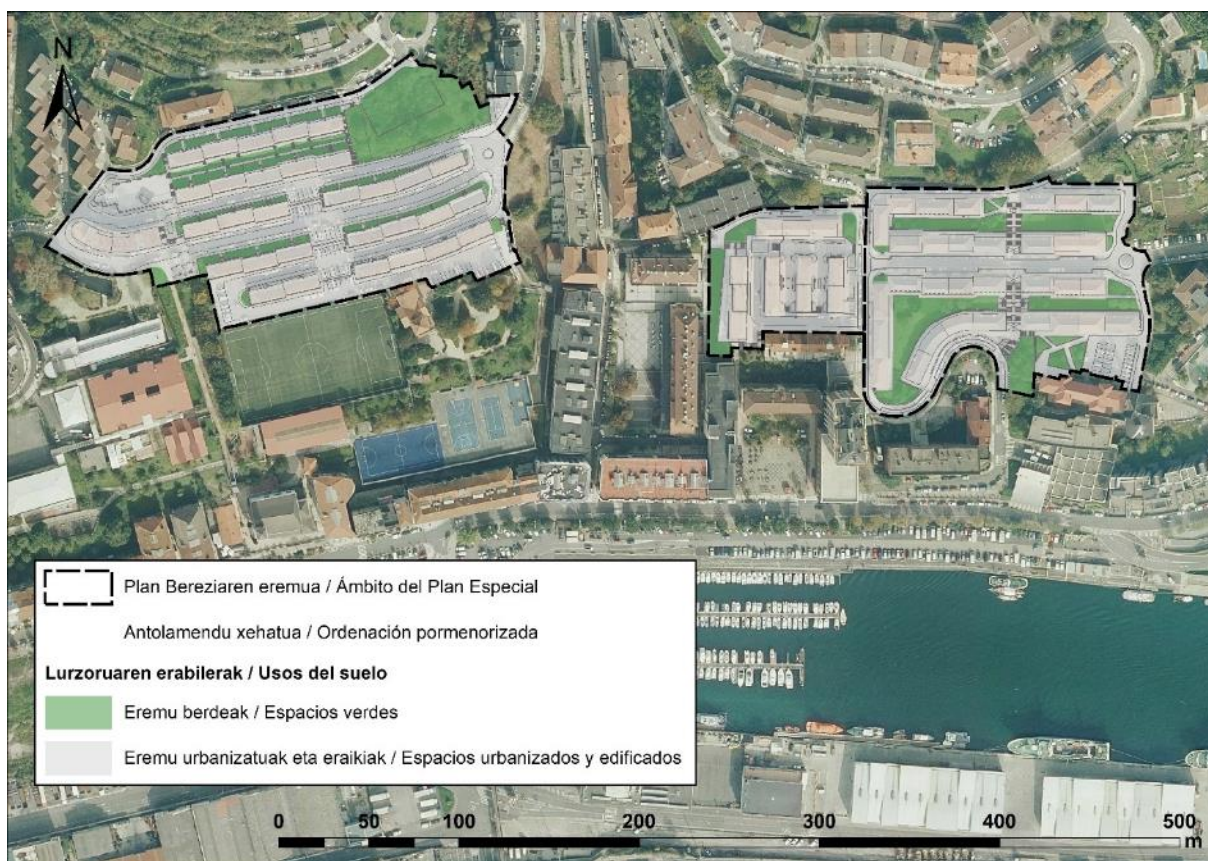 N
Plan Bereziaren eremua / Ámbito del Plan Especial
Antolamendu xehatua / Ordenación pormenorizada
Lurzoruaren erabilerak / Usos del suelo
Eremu berdeak / Espacios verdes
Eremu urbanizatuak eta eraikiak / Espacios urbanizados y edificados
0 50 100 200 300 400 500
m